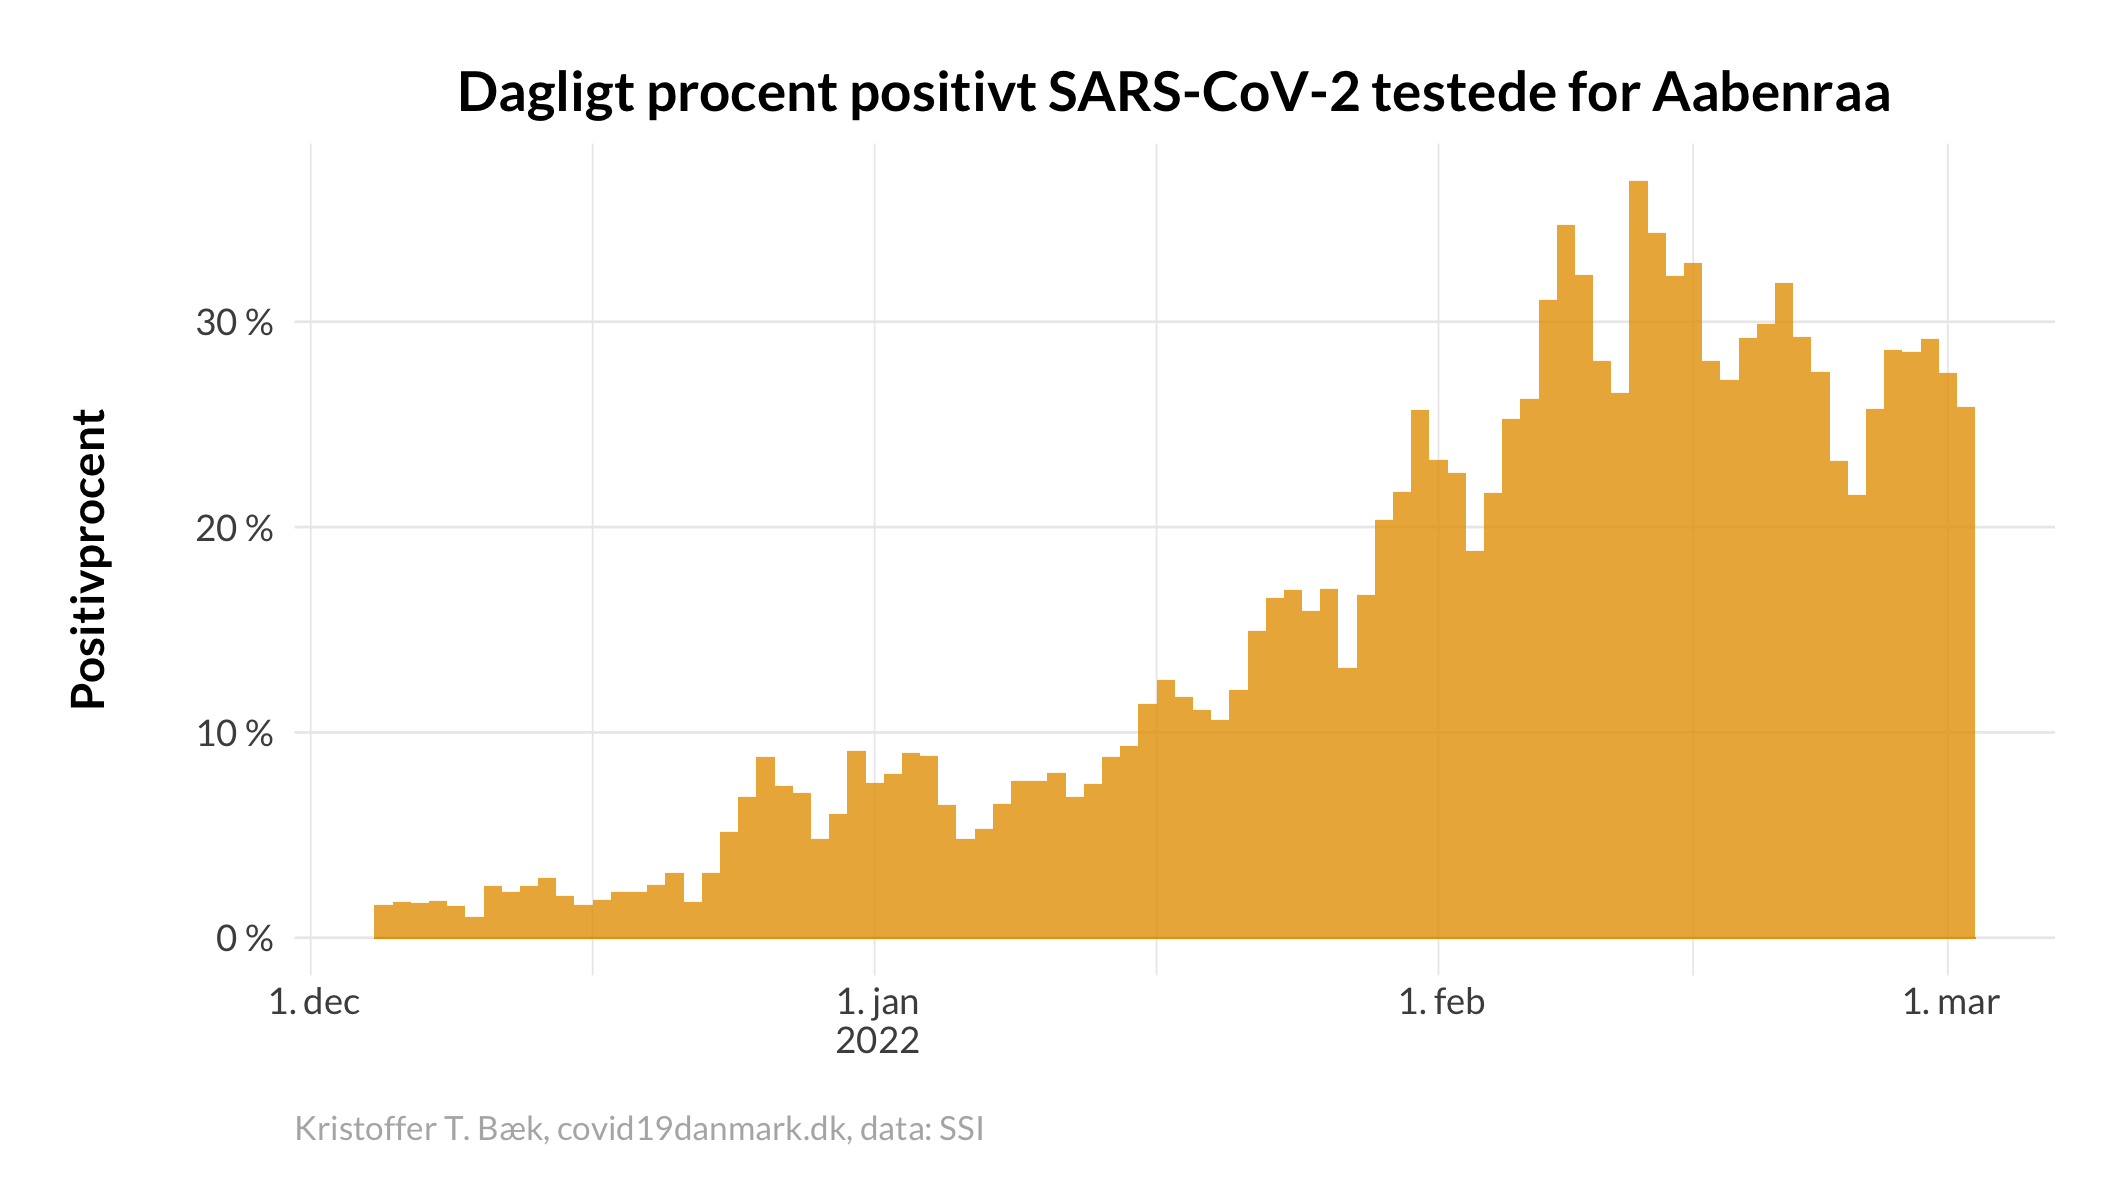 Dagligt procent positivt SARS-CoV-2 testede for Aabenraa
Positivprocent
30 %
20 %
10 %
0 %
1. dec
1. jan
2022
1. feb
1. mar
Kristoffer T. Bæk, covid19danmark.dk, data: SSI